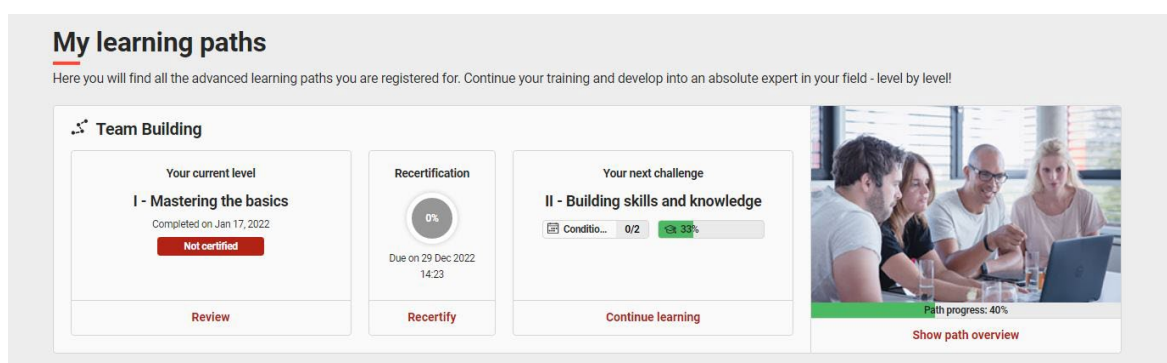 My learning paths
Here you will find all the advanced learning paths you are registered for. Continue your training and develop into an absolute expert in your field - level by level!
Team Building
Your current level
I - Mastering the basics
Completed on Jan 17, 2022
Not certified
Review
Recertification
0%
Due on 29 Dec 2022
14:23
Recertify
Your next challenge
II - Building skills and knowledge
Conditio... 0/2 33%
Continue learning
Path progress: 40%
Show path overview